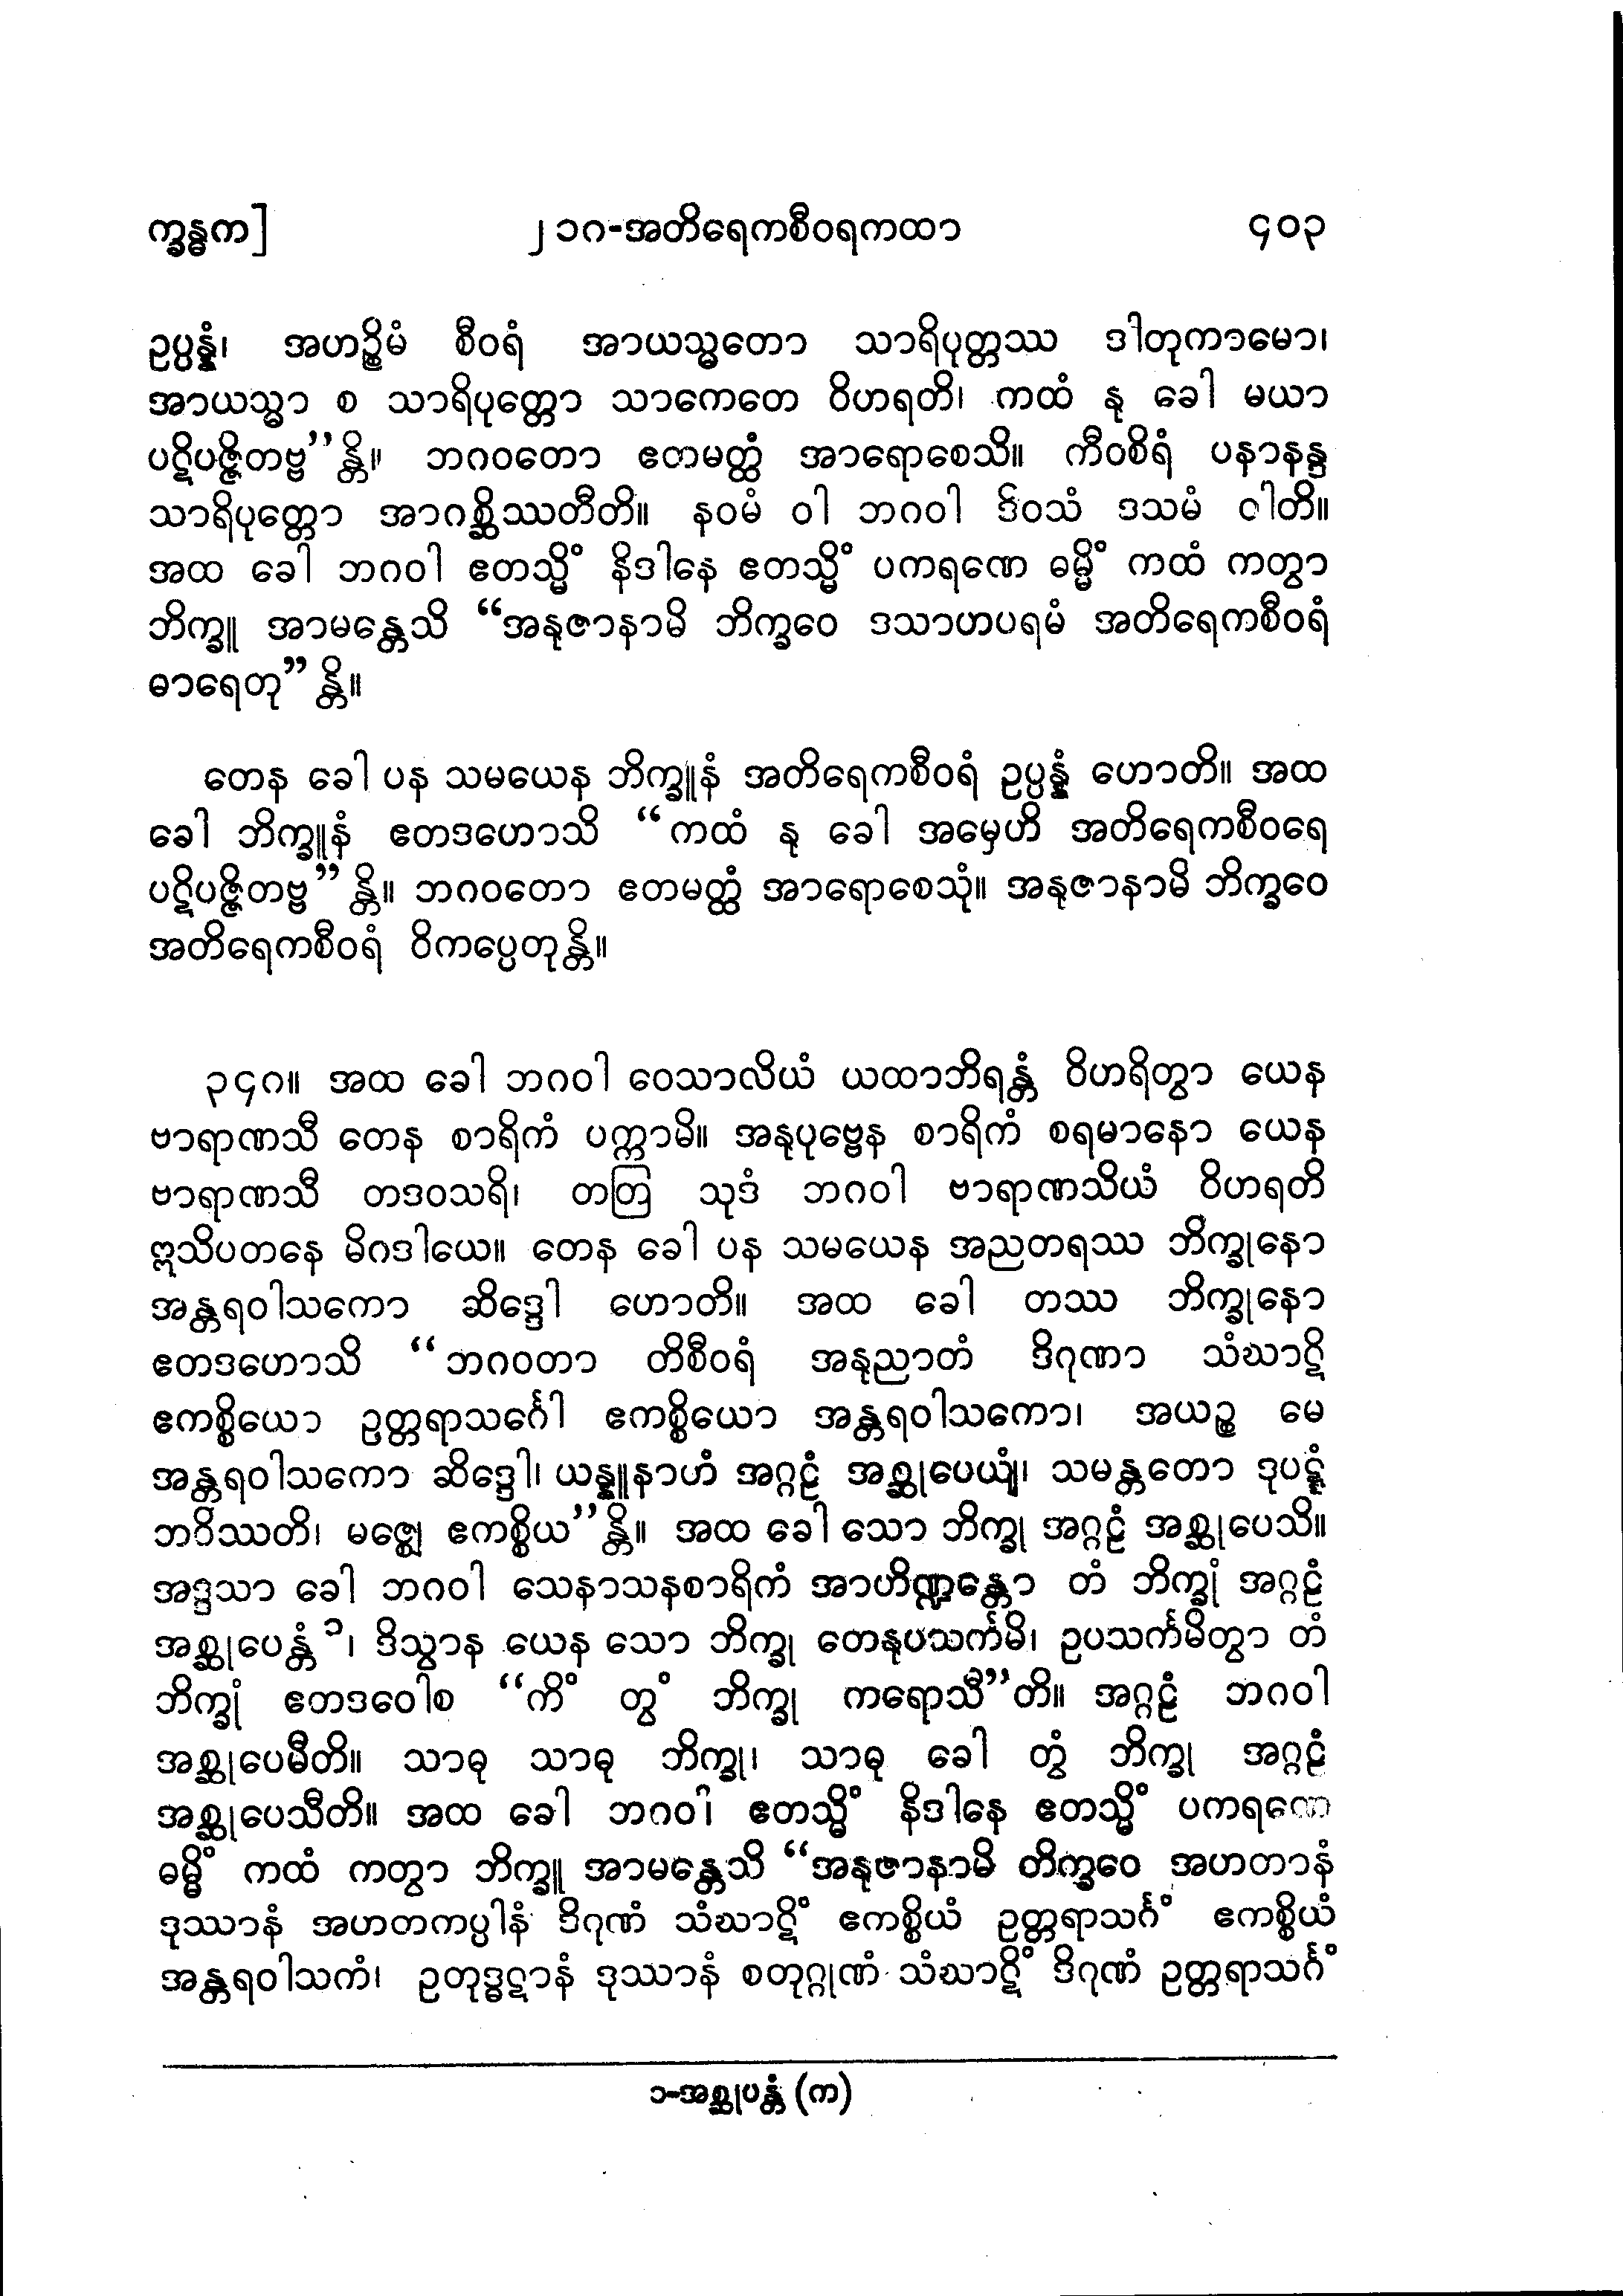 က္ခန္ဓက] ၂၁ဂ-အတိရေကစီဝရကထာ ၄၀၃
ဥပ္ပန္နံ၊ အဟဉ္စိမံ စီဝရံ အာယသ္မတော သာရိပုတ္တဿ ဒါတုကာမော၊
အာယသ္မာ စ သာရိပုတ္တော သာကေတေ ဝိဟရတိ၊ ကထံ နု ခေါ မယာ
ပဋိပဇ္ဇိတဗ္ဗ”န္တိ။ ဘဂဝတော ဧတမတ္ထံ အာရောစေသိ။ ကီဝစိရံ ပနာနန္ဒ
သာရိပုတ္တော အာဂစ္ဆိဿတီတိ။ နဝမံ ဝါ ဘဂဝါ ဒိဝသံ ဒသမံ ဝါတိ။
အထ ခေါ ဘဂဝါ ဧတသ္မိံ နိဒါနေ ဧတသ္မိံ ပကရဏေ ဓမ္မိံ ကထံ ကတွာ
ဘိက္ခူ အာမန္တေသိ “အနုဇာနာမိ ဘိက္ခဝေ ဒသာဟပရမံ အတိရေကစီဝရံ
ဓာရေတု”န္တိ။
တေန ခေါ ပန သမယေန ဘိက္ခူနံ အတိရေကစီဝရံ ဥပ္ပန္နံ ဟောတိ။ အထ
ခေါ ဘိက္ခူနံ ဧတဒဟောသိ “ကထံ နု ခေါ အမှေဟိ အတိရေကစီဝရေ
ပဋိပဇ္ဇိတဗ္ဗ”န္တိ။ ဘဂဝတော ဧတမတ္ထံ အာရောစေသုံ။ အနုဇာနာမိ ဘိက္ခဝေ
အတိရေကစီဝရံ ဝိကပ္ပေတုန္တိ။
၃၄ဂ။ အထ ခေါ ဘဂဝါ ဝေသာလိယံ ယထာဘိရန္တံ ဝိဟရိတွာ ယေန
ဗာရာဏသီ တေန စာရိကံ ပက္ကာမိ။ အနုပုဗ္ဗေန စာရိကံ စရမာနော ယေန
ဗာရာဏသီ တဒဝသရိ၊ တတြ သုဒံ ဘဂဝါ ဗာရာဏသိယံ ဝိဟရတိ
ဣသိပတနေ မိဂဒါယေ။ တေန ခေါ ပန သမယေန အညတရဿ ဘိက္ခုနော
အန္တရဝါသကော ဆိဒ္ဒေါ ဟောတိ။ အထ ခေါ တဿ ဘိက္ခုနော
ဧတဒဟောသိ “ဘဂဝတာ တိစီဝရံ အနုညာတံ ဒိဂုဏာ သံဃာဋိ
ဧကစ္စိယော ဥတ္တရာသင်္ဂေါ ဧကစ္စိယော အန္တရဝါသကော၊ အယဉ္စ မေ
အန္တရဝါသကော ဆိဒ္ဒေါ၊ ယန္နူနာဟံ အဂ္ဂဠံ အစ္ဆုပေယျံ၊ သမန္တတော ဒုပဋ္ဋံ
ဘဝိဿတိ၊ မဇ္ဈေ ဧကစ္စိယ”န္တိ။ အထ ခေါ သော ဘိက္ခု အဂ္ဂဠံ အစ္ဆုပေသိ။
အဒ္ဒသာ ခေါ ဘဂဝါ သေနာသနစာရိကံ အာဟိဏ္ဍန္တော တံ ဘိက္ခုံ အဂ္ဂဠံ
အစ္ဆုပေန္တံ ၁၊ ဒိသွာန ယေန သော ဘိက္ခု တေနုပသင်္ကမိ၊ ဥပသင်္ကမိတွာ တံ
ဘိက္ခုံ ဧတဒဝေါစ “ကိံ တွံ ဘိက္ခု ကရောသီ”တိ။ အဂ္ဂဠံ ဘဂဝါ
အစ္ဆုပေမီတိ။ သာဓု သာဓု ဘိက္ခု၊ သာဓု ခေါ တွံ ဘိက္ခု အဂ္ဂဠံ
အစ္ဆုပေသီတိ။ အထ ခေါ ဘဂဝါ ဧတသ္မိံ နိဒါနေ ဧတသ္မိံ ပကရဏေ
ဓမ္မိံ ကထံ ကတွာ ဘိက္ခူ အာမန္တေသိ “အနုဇာနာမိ ဘိက္ခဝေ အဟတာနံ
ဒုဿာနံ အဟတကပ္ပါနံ ဒိဂုဏံ သံဃာဋိံ ဧကစ္စိယံ ဥတ္တရာသင်္ဂံ ဧကစ္စိယံ
အန္တရဝါသကံ၊ ဥတုဒ္ဓဋာနံ ဒုဿာနံ စတုဂ္ဂုဏံ သံဃာဋိံ ဒိဂုဏံ ဥတ္တရာသင်္ဂံ
၁-အစ္ဆုပန္တံ (က)